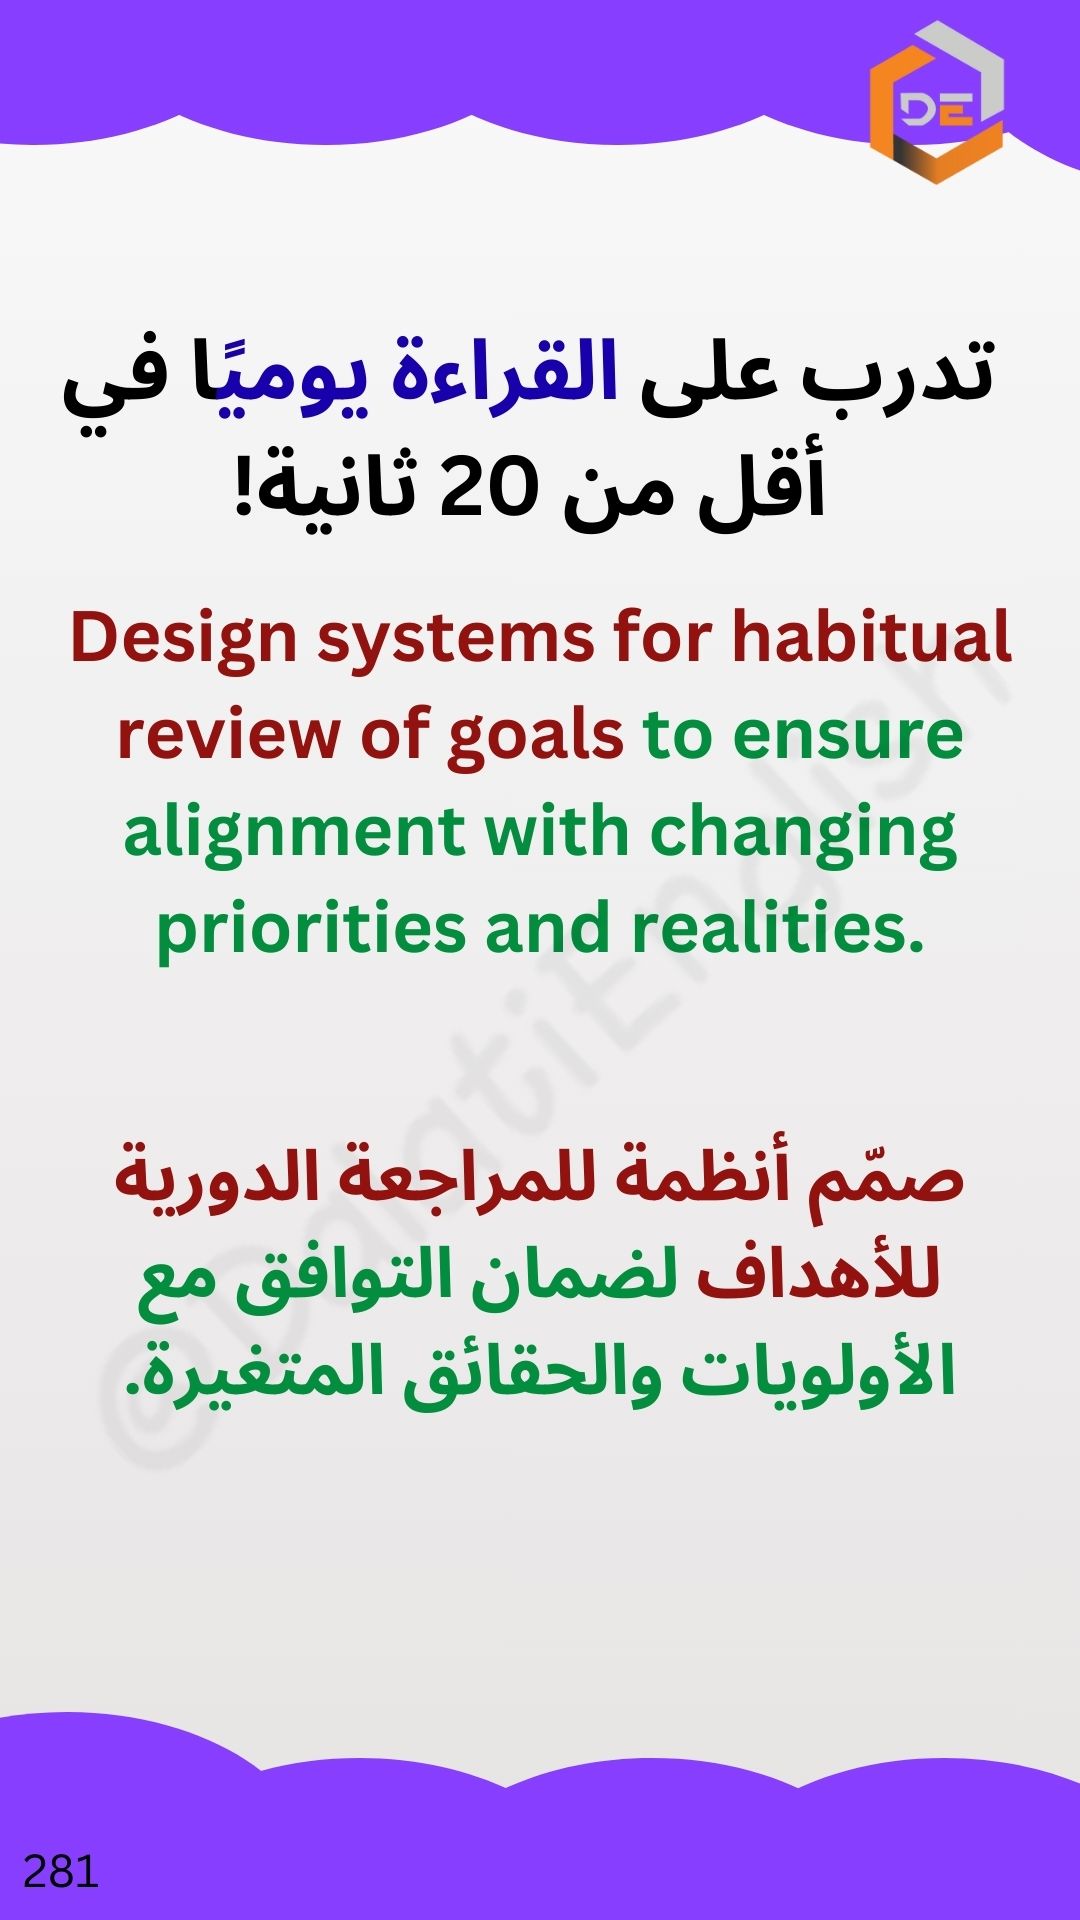 DE
تدرب على القراءة يوميًا في
أقل من 20 ثانية!
Design systems for habitual
review of goals to ensure
alignment with changing
priorities and realities.
@DalatiEnglish
صمّم أنظمة للمراجعة الدورية
للأهداف لضمان التوافق مع
الأولويات والحقائق المتغيرة.
281